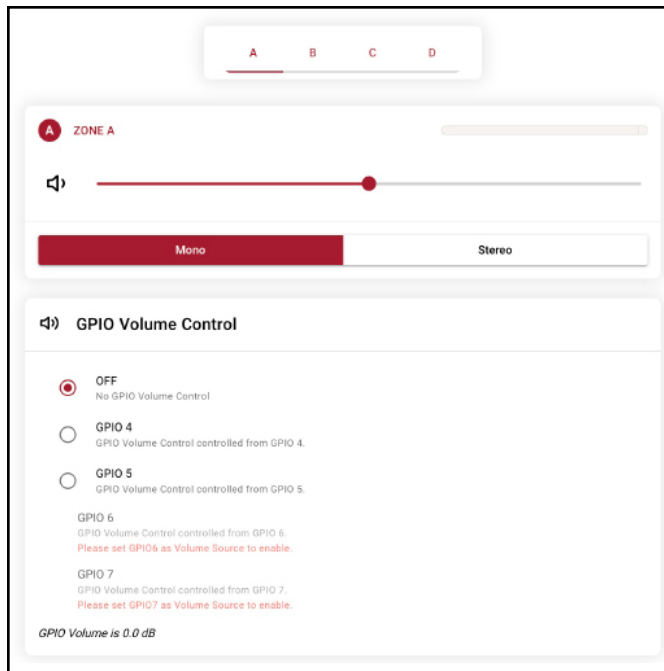 A B C D
A ZONE A
Mono Stereo
GPIO Volume Control
OFF
No GPIO Volume Control
GPIO 4
GPIO Volume Control controlled from GPIO 4.
GPIO 5
GPIO Volume Control controlled from GPIO 5.
GPIO 6
GPIO Volume Control controlled from GPIO 6.
Please set GPIO6 as Volume Source to enable.
GPIO 7
GPIO Volume Control controlled from GPIO 7.
Please set GPIO7 as Volume Source to enable.
GPIO Volume is 0.0 dB